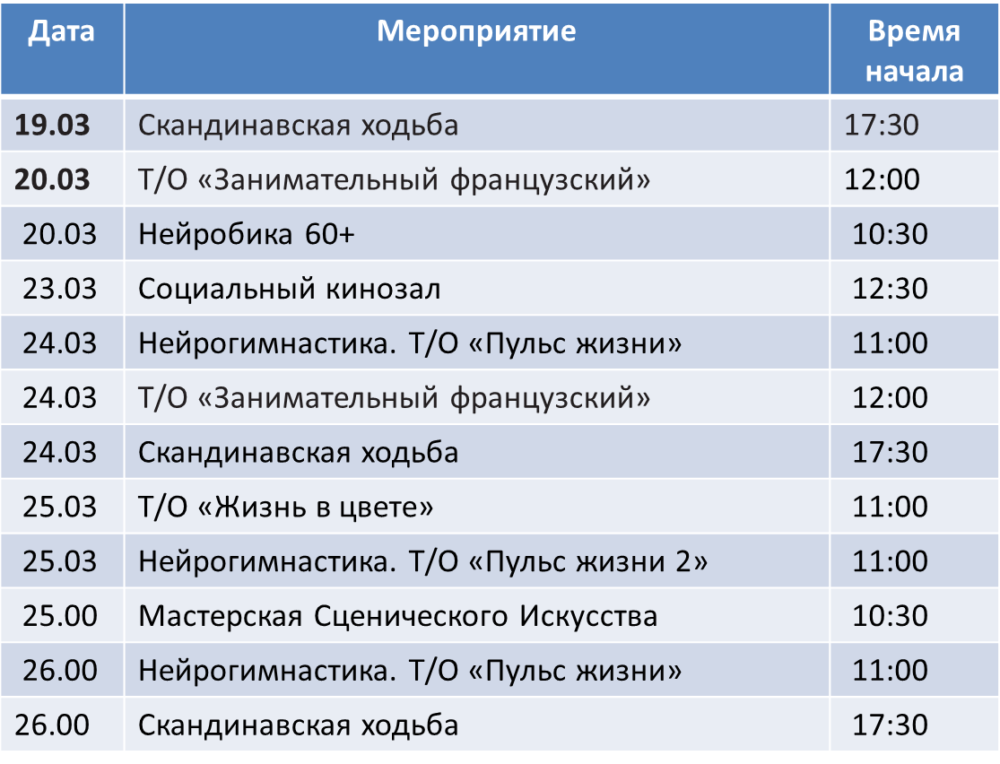 Дата Мероприятие Время
начала
19.03 Скандинавская ходьба 17:30
20.03 Т/О «Занимательный французский» 12:00
20.03 Нейробика 60+ 10:30
23.03 Социальный кинозал 12:30
24.03 Нейрогимнастика. Т/О «Пульс жизни» 11:00
24.03 Т/О «Занимательный французский» 12:00
24.03 Скандинавская ходьба 17:30
25.03 Т/О «Жизнь в цвете» 11:00
25.03 Нейрогимнастика. Т/О «Пульс жизни 2» 11:00
25.00 Мастерская Сценического Искусства 10:30
26.00 Нейрогимнастика. Т/О «Пульс жизни» 11:00
26.00 Скандинавская ходьба 17:30